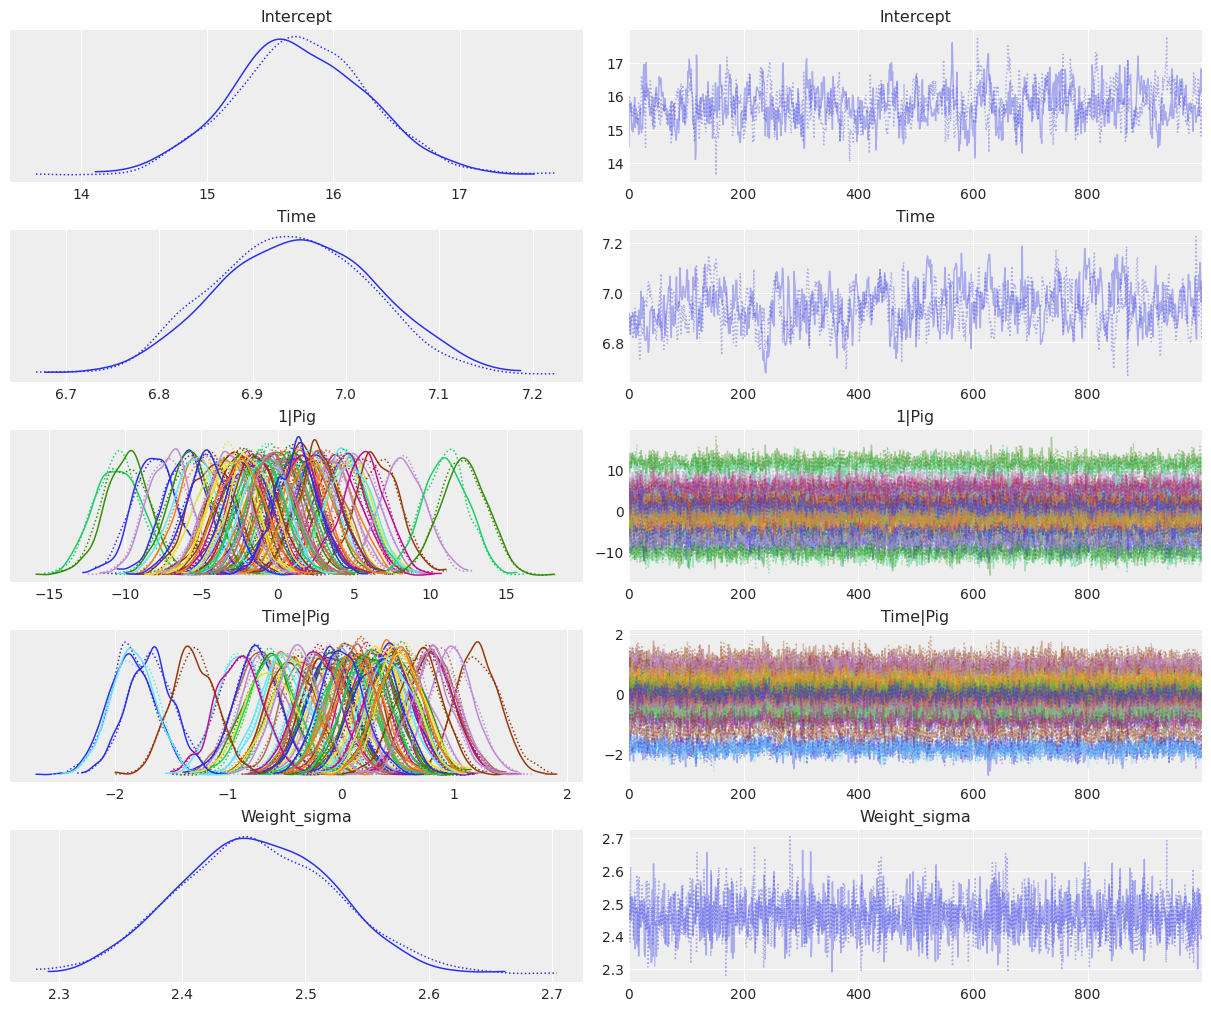 Intercept
Intercept
17
16
15
14
14 15 16 17
0 200 400 600 800
Time
Time
7.2
7.0
6.8
6.7 6.8 6.9 7.0 7.1 7.2
0 200 400 600 800
1|Pig
1|Pig
10
0
−10
−15 −10 −5 0 5 10 15
0 200 400 600 800
Time|Pig
Time|Pig
2
0
−2
−2 −1 0 1 2
0 200 400 600 800
Weight_sigma
Weight_sigma
2.7
2.6
2.5
2.4
2.3
2.3 2.4 2.5 2.6 2.7
0 200 400 600 800